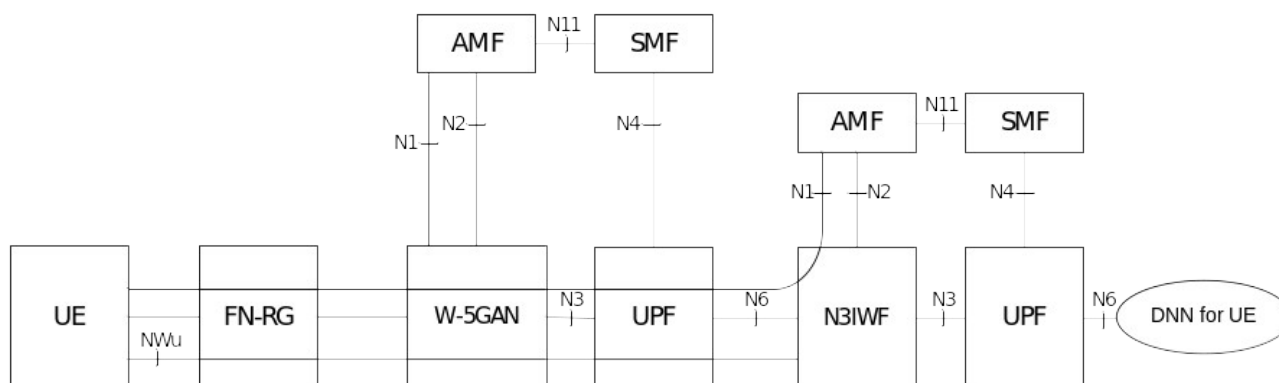 N11
AMF
SMF
N11
AMF
SMF
N2
N4
N1
N1
N2
N4
UE
FN-RG
W-5GAN
N3
UPF
N6
N3IWF
N3
UPF
N6
DNN for UE
NWu